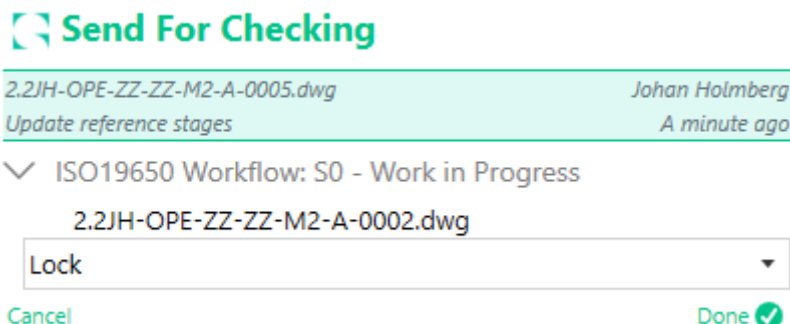 Send For Checking
2.2JH-OPE-ZZ-ZZ-M2-A-0005.dwg Johan Holmberg
Update reference stages A minute ago
ISO19650 Workflow: S0 - Work in Progress
2.2JH-OPE-ZZ-ZZ-M2-A-0002.dwg
Lock
Cancel Done